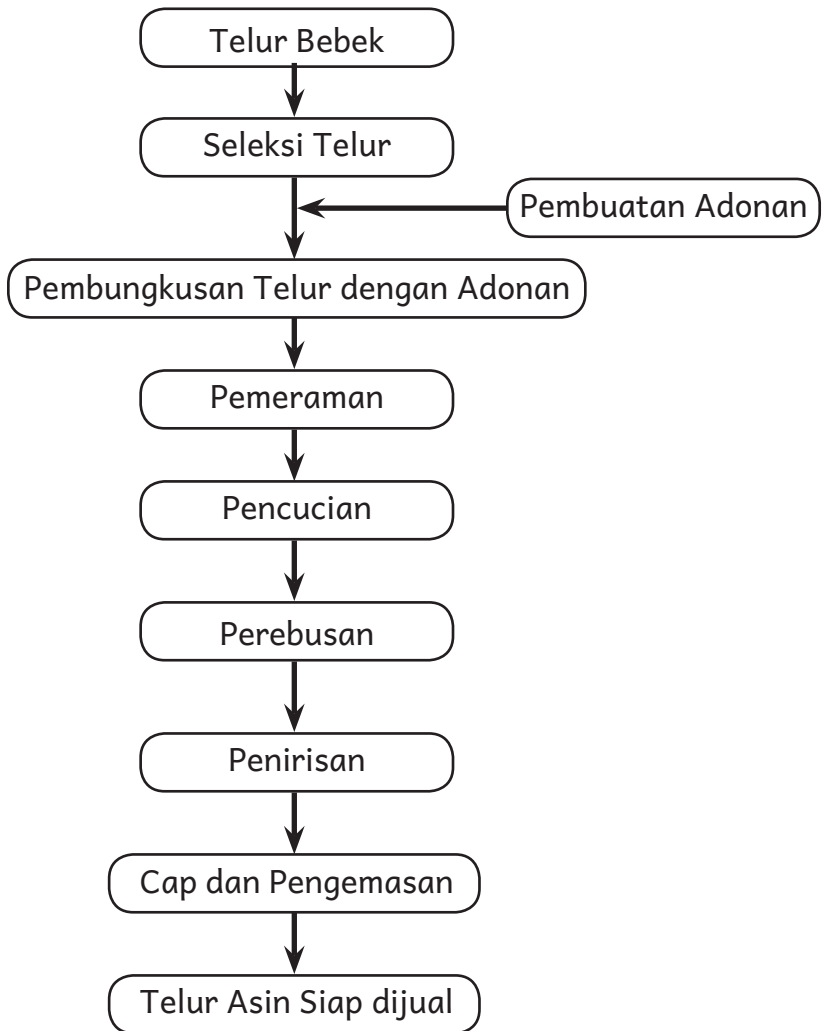 Telur Bebek
Seleksi Telur
Pembuatan Adonan
Pembungkusan Telur dengan Adonan
Pemeraman
Pencucian
Perebusan
Penirisan
Cap dan Pengemasan
Telur Asin Siap dijual